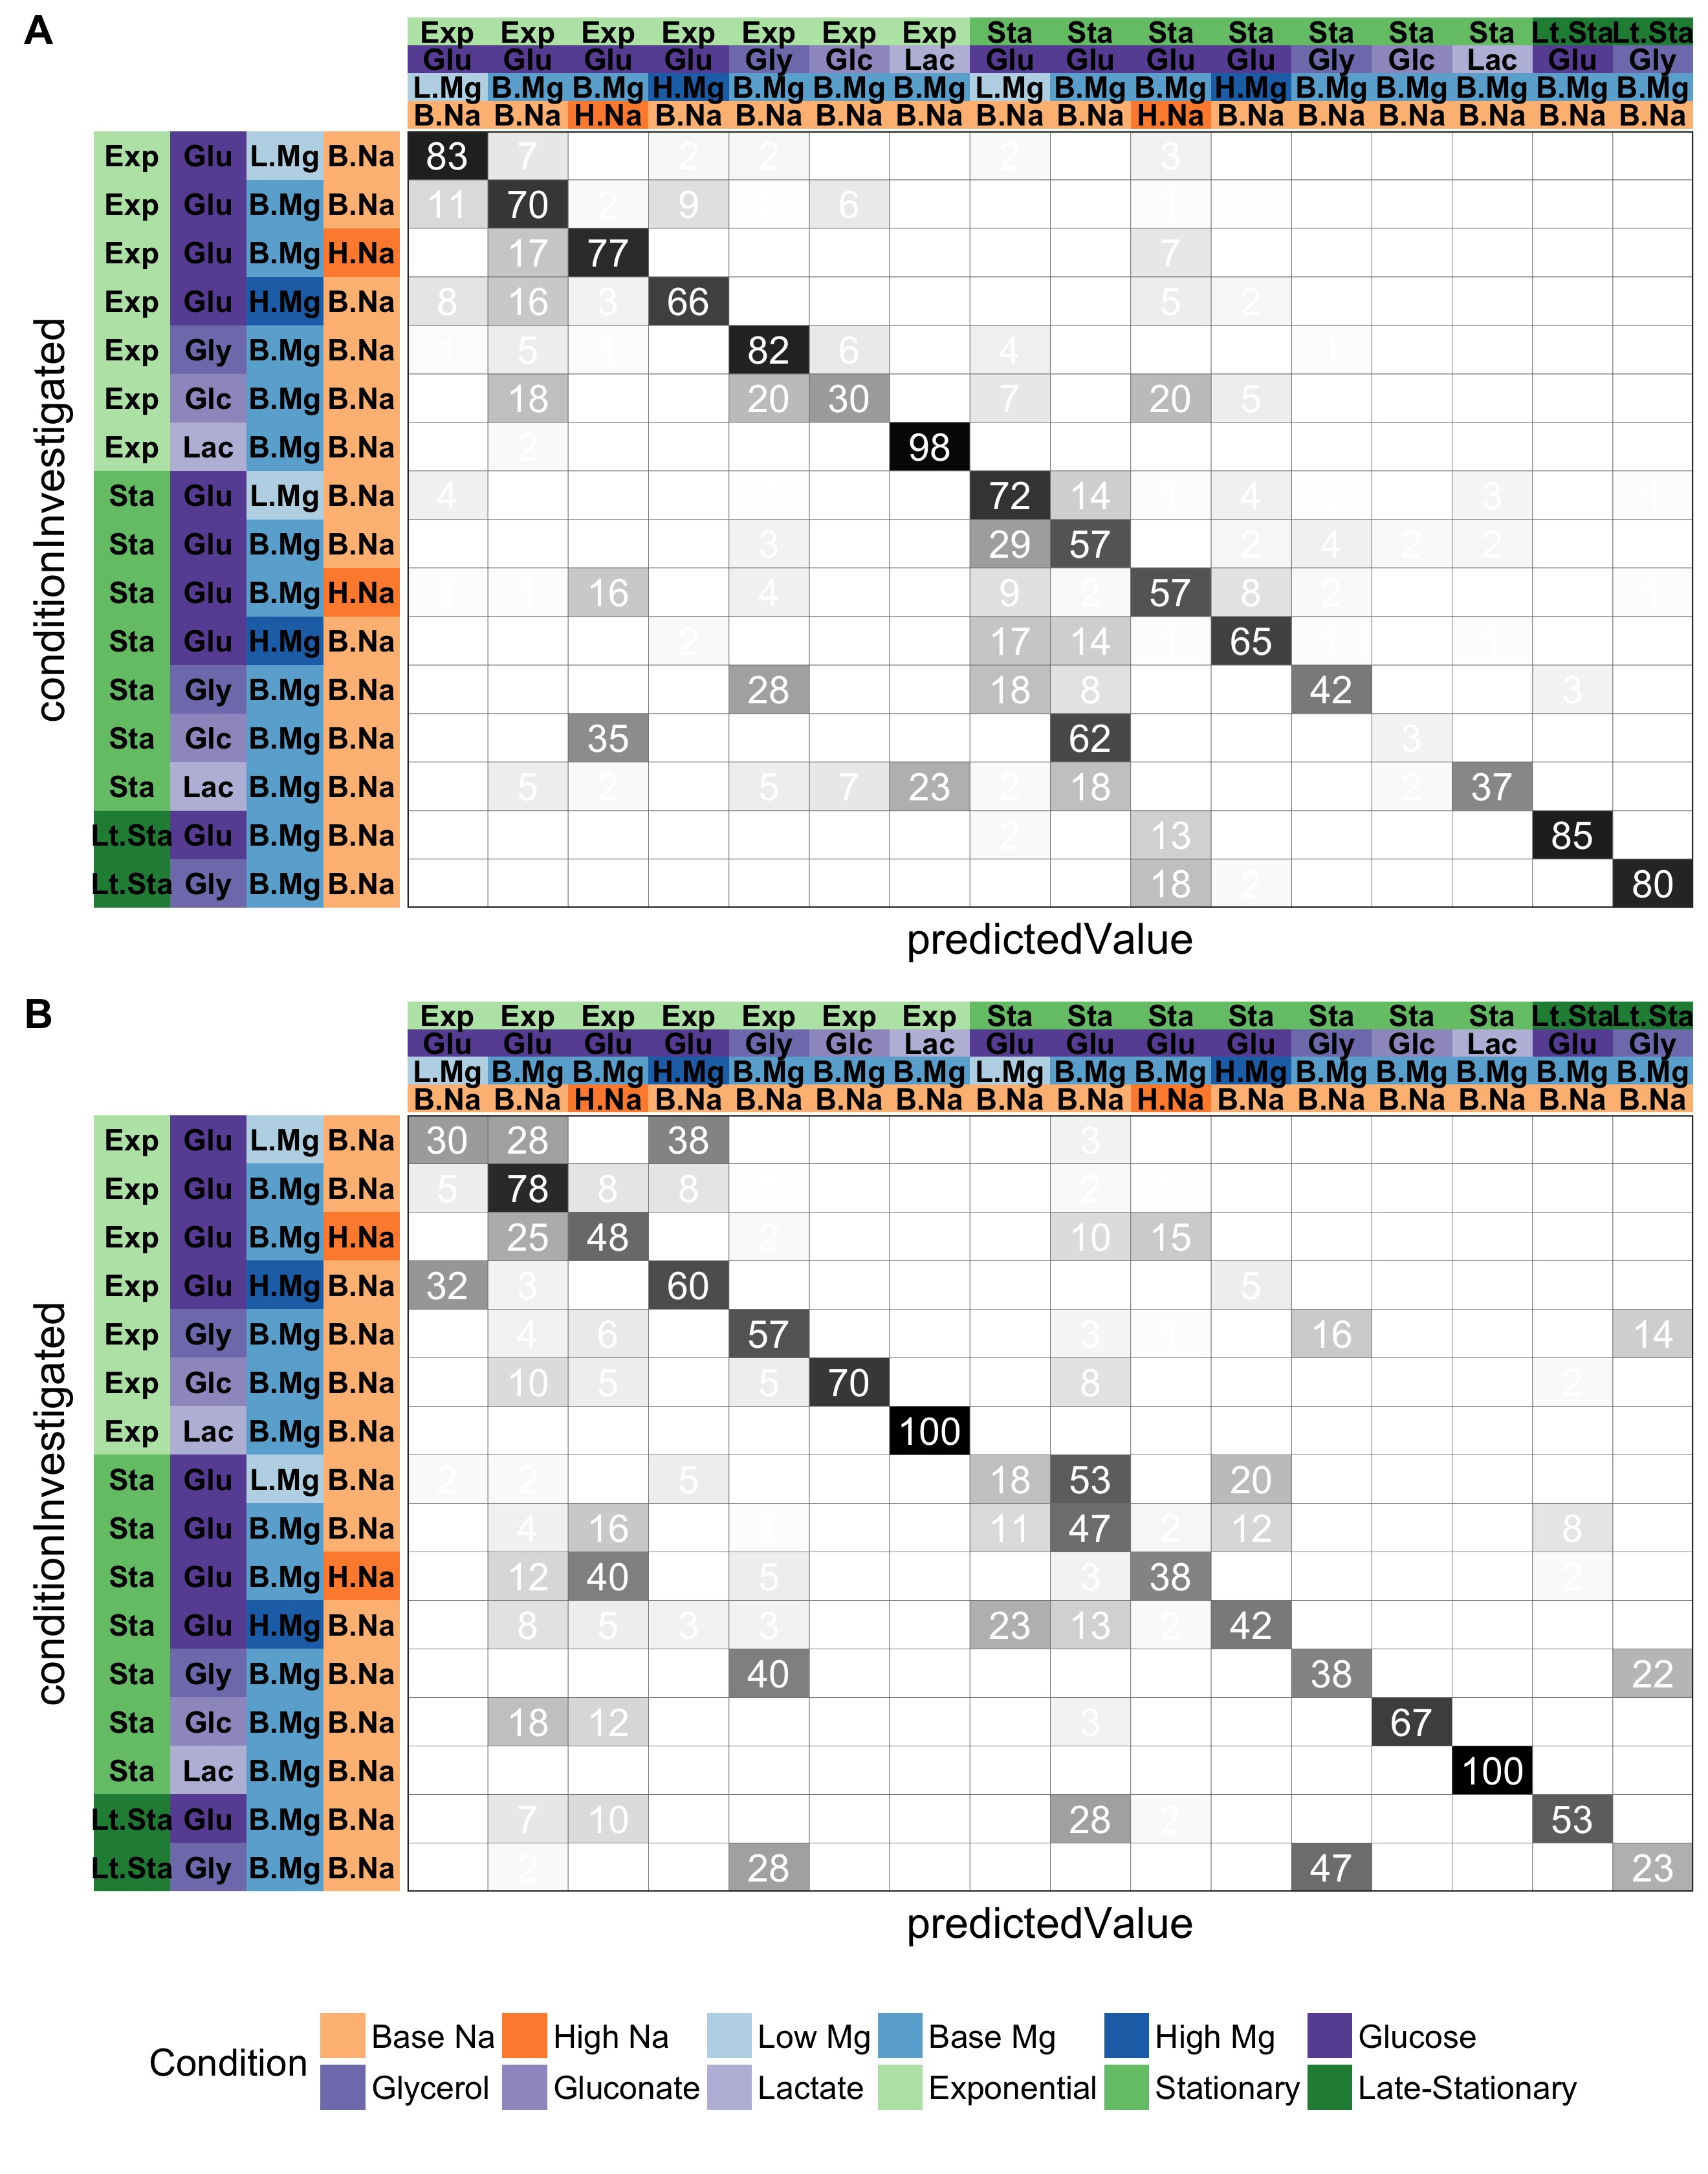 A
Exp Exp Exp Exp Exp Exp Exp Sta Sta Sta Sta Sta Sta Sta Lt.Sta Lt.Sta
Glu Glu Glu Glu Gly Glc Lac Glu Glu Glu Glu Gly Glc Lac Glu Gly
L.Mg B.Mg B.Mg H.Mg B.Mg B.Mg B.Mg L.Mg B.Mg B.Mg H.Mg B.Mg B.Mg B.Mg B.Mg B.Mg
B.Na B.Na H.Na B.Na B.Na B.Na B.Na B.Na B.Na H.Na B.Na B.Na B.Na B.Na B.Na B.Na
conditionInvestigated
Exp Glu L.Mg B.Na 83 7 2 2 2 3
Exp Glu B.Mg B.Na 11 70 2 9 6 1
Exp Glu B.Mg H.Na 17 77 7
Exp Glu H.Mg B.Na 8 16 3 66 5 2
Exp Gly B.Mg B.Na 1 5 1 82 6 4 1
Exp Glc B.Mg B.Na 18 20 30 7 20 5
Exp Lac B.Mg B.Na 2 98
Sta Glu L.Mg B.Na 4 72 14 1 4 3 1
Sta Glu B.Mg B.Na 3 29 57 2 4 2 2
Sta Glu B.Mg H.Na 1 1 16 4 9 2 57 8 2 1
Sta Glu H.Mg B.Na 2 17 14 1 65 1 1
Sta Gly B.Mg B.Na 28 18 8 42 3
Sta Glc B.Mg B.Na 35 62 3
Sta Lac B.Mg B.Na 5 2 5 7 23 2 18 2 37
Lt.Sta Glu B.Mg B.Na 2 13 85
Lt.Sta Gly B.Mg B.Na 18 2 80
predictedValue
B
Exp Exp Exp Exp Exp Exp Exp Sta Sta Sta Sta Sta Sta Sta Lt.Sta Lt.Sta
Glu Glu Glu Glu Gly Glc Lac Glu Glu Glu Glu Gly Glc Lac Glu Gly
L.Mg B.Mg B.Mg H.Mg B.Mg B.Mg B.Mg L.Mg B.Mg B.Mg H.Mg B.Mg B.Mg B.Mg B.Mg B.Mg
B.Na B.Na H.Na B.Na B.Na B.Na B.Na B.Na B.Na H.Na B.Na B.Na B.Na B.Na B.Na B.Na
conditionInvestigated
Exp Glu L.Mg B.Na 30 28 38 3
Exp Glu B.Mg B.Na 5 78 8 8 2
Exp Glu B.Mg H.Na 25 48 2 10 15
Exp Glu H.Mg B.Na 32 3 60 5
Exp Gly B.Mg B.Na 4 6 57 3 1 16 14
Exp Glc B.Mg B.Na 10 5 5 70 8 2
Exp Lac B.Mg B.Na 100
Sta Glu L.Mg B.Na 2 2 5 18 53 20
Sta Glu B.Mg B.Na 4 16 1 11 47 2 12 8
Sta Glu B.Mg H.Na 12 40 5 3 38 2
Sta Glu H.Mg B.Na 8 5 3 3 23 13 2 42
Sta Gly B.Mg B.Na 40 38 22
Sta Glc B.Mg B.Na 18 12 3 67
Sta Lac B.Mg B.Na 100
Lt.Sta Glu B.Mg B.Na 7 10 28 2 53
Lt.Sta Gly B.Mg B.Na 2 28 47 23
predictedValue
Condition
Base Na High Na Low Mg Base Mg High Mg Glucose
Glycerol Gluconate Lactate Exponential Stationary Late-Stationary